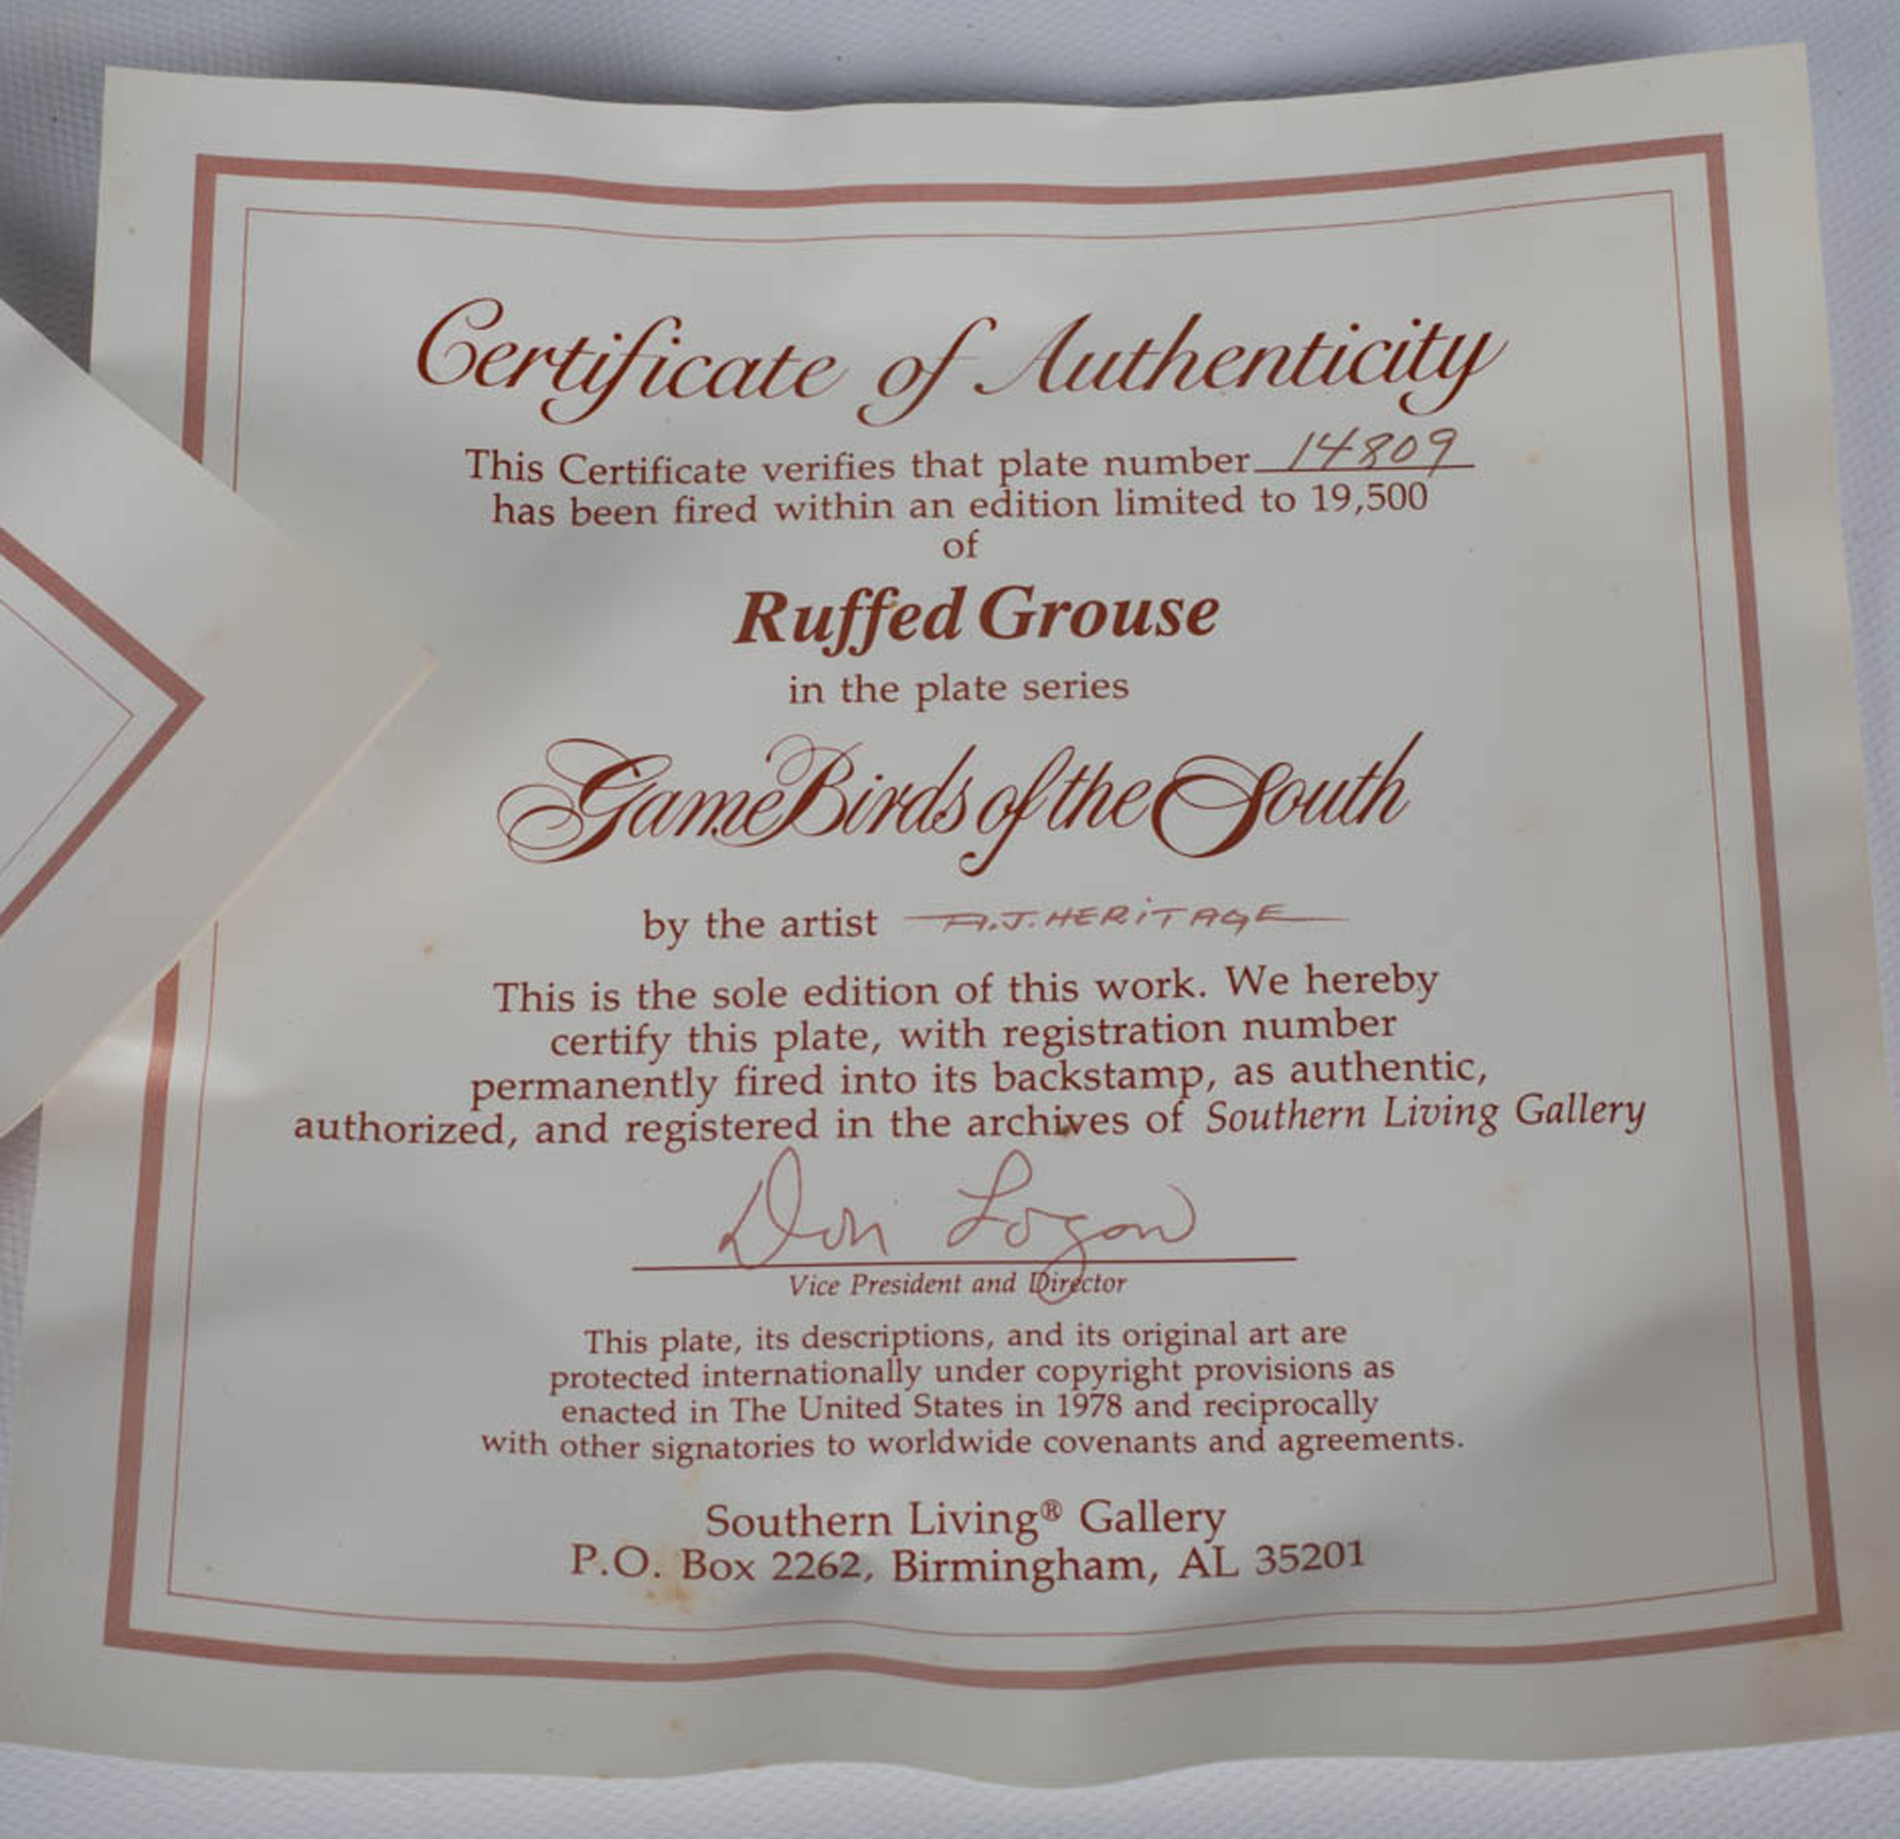 Certificate of Authenticity
This Certificate verifies that plate number 14809
has been fired within an edition limited to 19,500
of
Ruffed Grouse
in the plate series
Game Birds of the South
by the artist A.J. HERITAGE
This is the sole edition of this work. We hereby
certify this plate, with registration number
permanently fired into its backstamp, as authentic,
authorized, and registered in the archives of Southern Living Gallery
Don Logan
Vice President and Director
This plate, its descriptions, and its original art are
protected internationally under copyright provisions as
enacted in The United States in 1978 and reciprocally
with other signatories to worldwide covenants and agreements.
Southern Living® Gallery
P.O. Box 2262, Birmingham, AL 35201